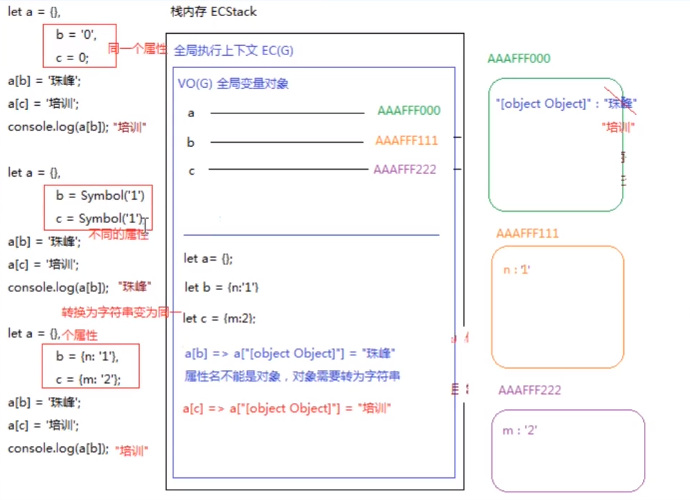 let a = {},
b = '0',
c = 0;
同一个属性
a[b] = '珠峰';
a[c] = '培训';
console.log(a[b]); "培训"
let a = {},
b = Symbol('1')
c = Symbol('1');
不同的属性
a[b] = '珠峰';
a[c] = '培训';
console.log(a[b]); "珠峰"
转换为字符串变为同一
个属性
let a = {},
b = {n: '1'},
c = {m: '2'};
a[b] = '珠峰';
a[c] = '培训';
console.log(a[b]); "培训"
栈内存 ECStack
全局执行上下文 EC(G)
VO(G) 全局变量对象
a AAAFFF000
b AAAFFF111
c AAAFFF222
let a= {};
let b = {n:'1'}
let c = {m:2};
a[b] => a["[object Object]"] = "珠峰"
属性名不能是对象，对象需要转为字符串
a[c] => a["[object Object]"] = "培训"
AAAFFF000
"[object Object]" : "珠峰"
"培训"
AAAFFF111
n : '1'
AAAFFF222
m : '2'